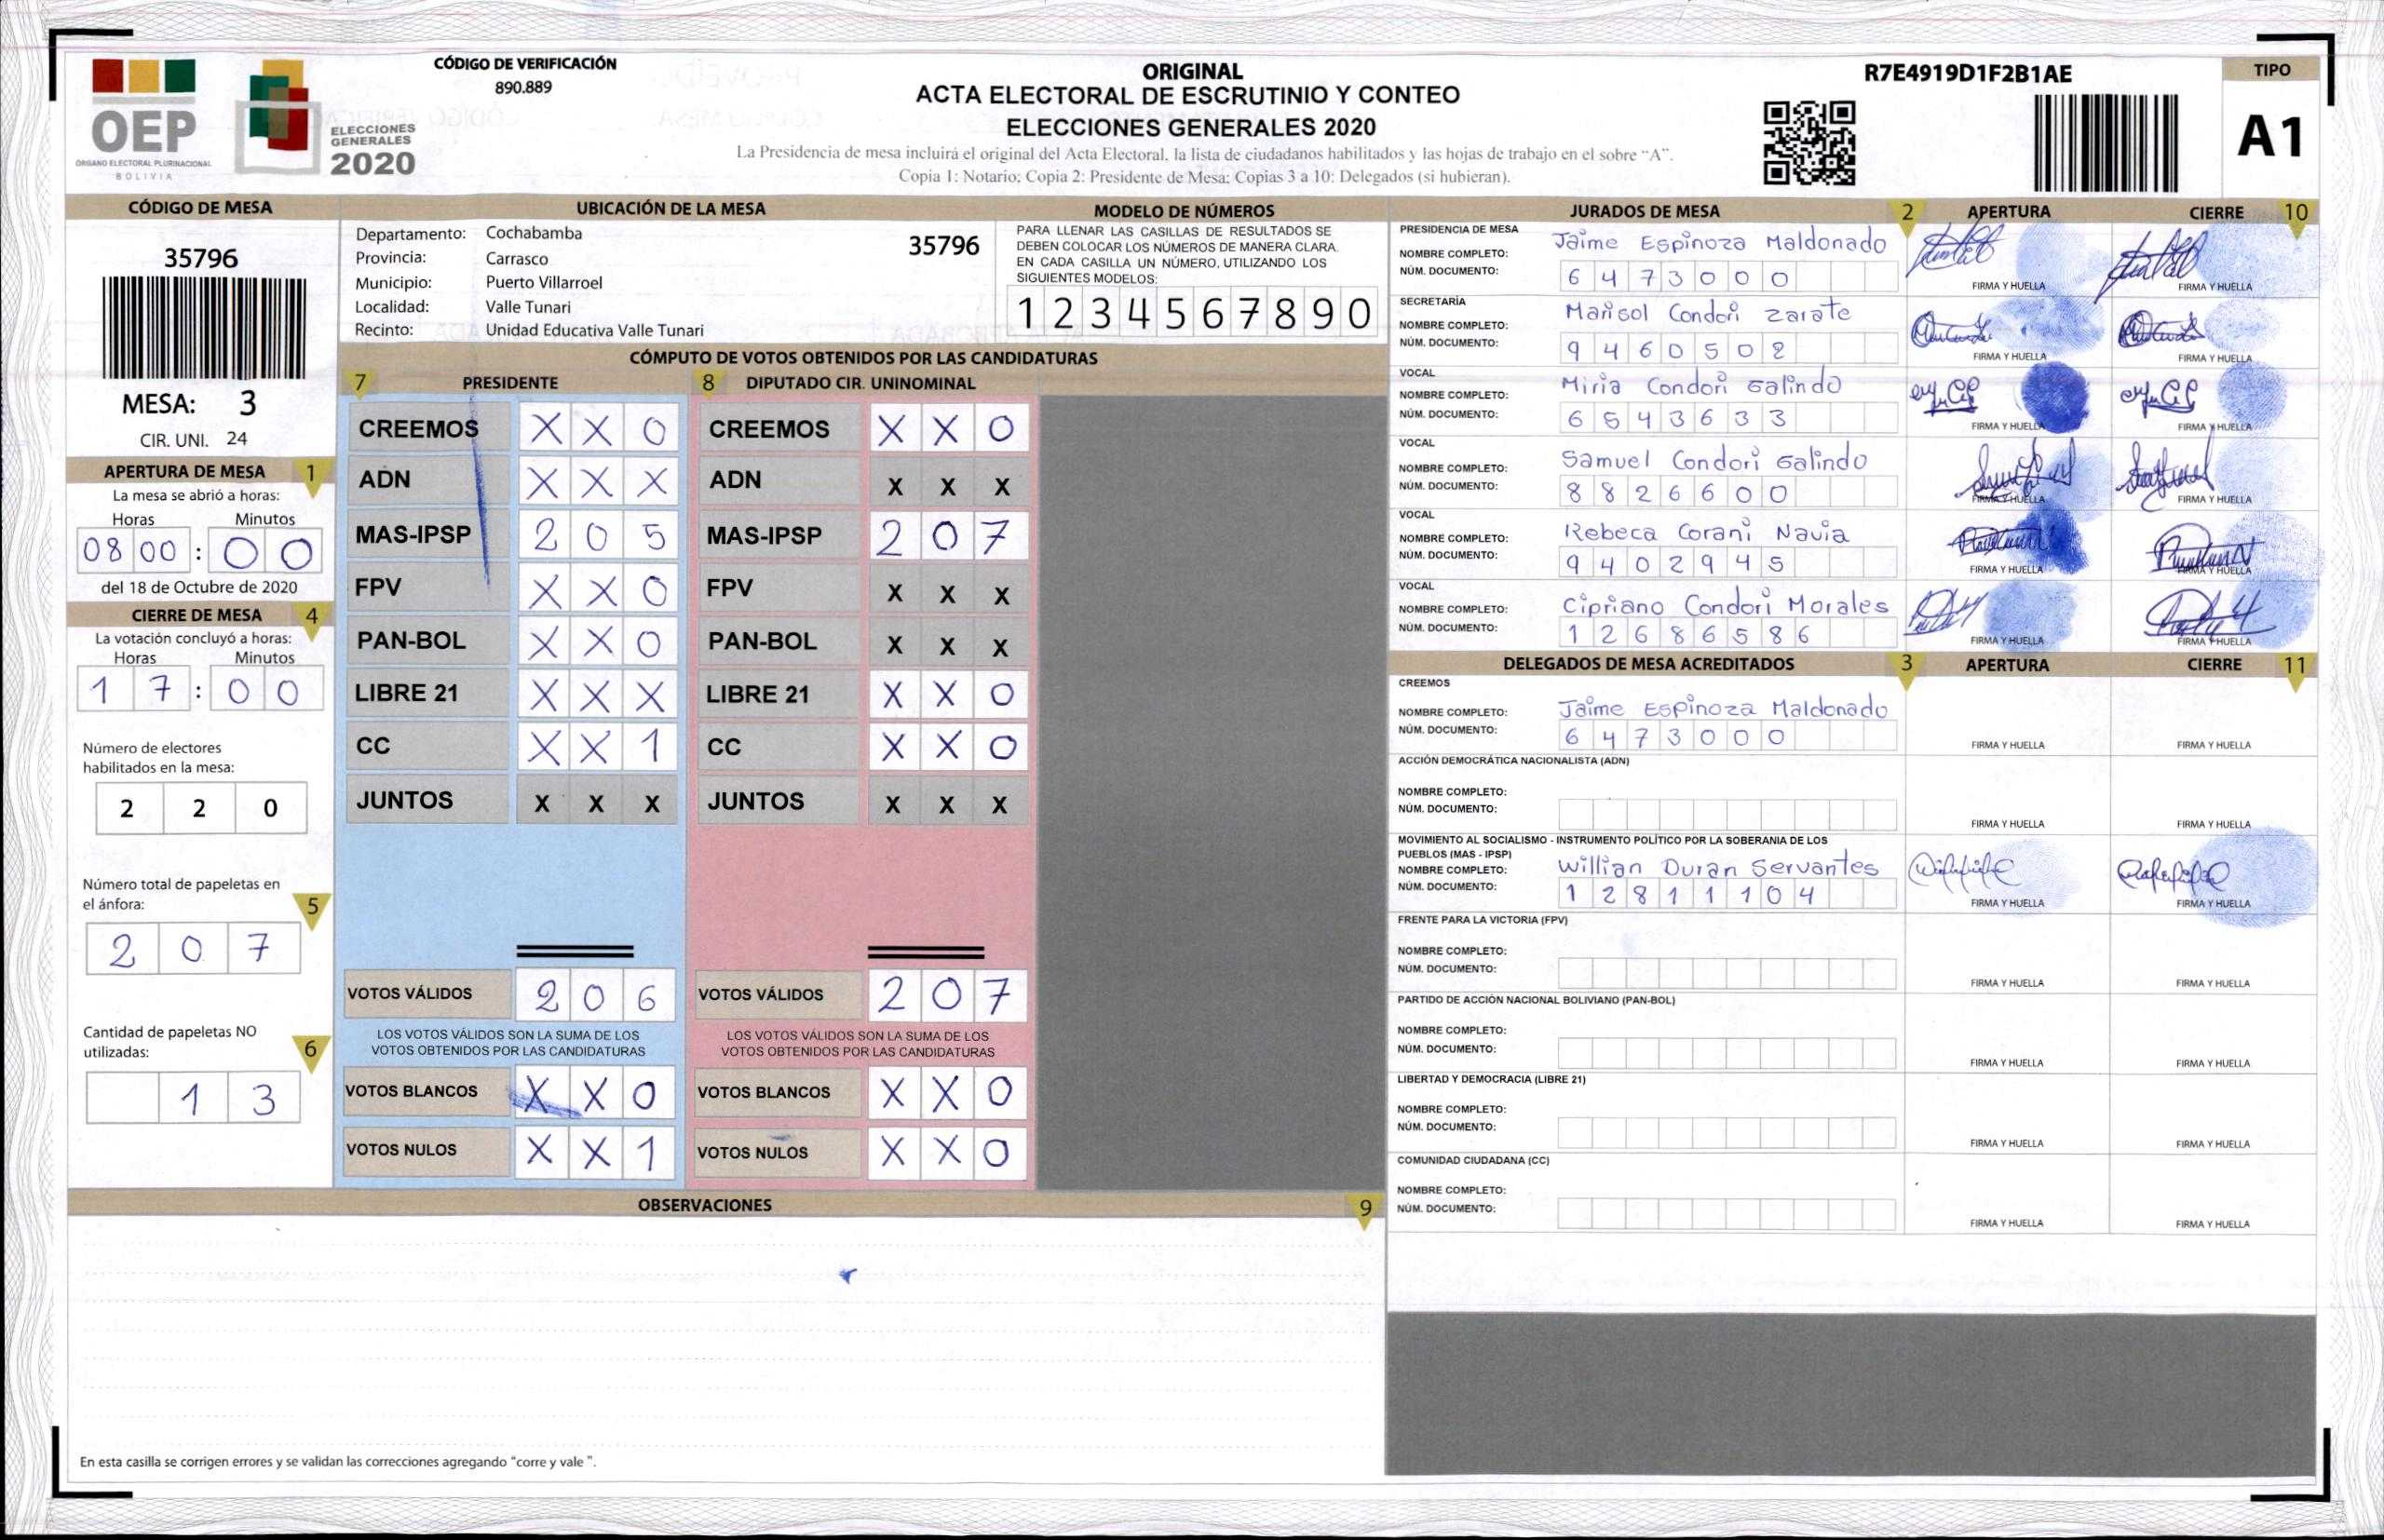 OEP
ÓRGANO ELECTORAL PLURINACIONAL
BOLIVIA
ELECCIONES
GENERALES
2020
CÓDIGO DE VERIFICACIÓN
890.889
ORIGINAL
ACTA ELECTORAL DE ESCRUTINIO Y CONTEO
ELECCIONES GENERALES 2020
La Presidencia de mesa incluirá el original del Acta Electoral, la lista de ciudadanos habilitados y las hojas de trabajo en el sobre "A".
Copia 1: Notario; Copia 2: Presidente de Mesa; Copias 3 a 10: Delegados (si hubieran).
R7E4919D1F2B1AE
TIPO
A1
CÓDIGO DE MESA
35796
MESA: 3
CIR. UNI. 24
APERTURA DE MESA 1
La mesa se abrió a horas:
Horas Minutos
08 00 : 0 0
del 18 de Octubre de 2020
CIERRE DE MESA 4
La votación concluyó a horas:
Horas Minutos
1 7 : 0 0
Número de electores
habilitados en la mesa:
2 2 0
Número total de papeletas en
el ánfora: 5
2 0 7
Cantidad de papeletas NO
utilizadas: 6
1 3
UBICACIÓN DE LA MESA
Departamento: Cochabamba
35796
Provincia: Carrasco
Municipio: Puerto Villarroel
Localidad: Valle Tunari
Recinto: Unidad Educativa Valle Tunari
MODELO DE NÚMEROS
PARA LLENAR LAS CASILLAS DE RESULTADOS SE
DEBEN COLOCAR LOS NÚMEROS DE MANERA CLARA.
EN CADA CASILLA UN NÚMERO, UTILIZANDO LOS
SIGUIENTES MODELOS:
1 2 3 4 5 6 7 8 9 0
CÓMPUTO DE VOTOS OBTENIDOS POR LAS CANDIDATURAS
7 PRESIDENTE 8 DIPUTADO CIR. UNINOMINAL
CREEMOS X X 0 CREEMOS X X 0
ADN X X X ADN X X X
MAS-IPSP 2 0 5 MAS-IPSP 2 0 7
FPV X X 0 FPV X X X
PAN-BOL X X 0 PAN-BOL X X X
LIBRE 21 X X X LIBRE 21 X X 0
CC X X 1 CC X X 0
JUNTOS X X X JUNTOS X X X
VOTOS VÁLIDOS 2 0 6 VOTOS VÁLIDOS 2 0 7
LOS VOTOS VÁLIDOS SON LA SUMA DE LOS LOS VOTOS VÁLIDOS SON LA SUMA DE LOS
VOTOS OBTENIDOS POR LAS CANDIDATURAS VOTOS OBTENIDOS POR LAS CANDIDATURAS
VOTOS BLANCOS X X 0 VOTOS BLANCOS X X 0
VOTOS NULOS X X 1 VOTOS NULOS X X 0
OBSERVACIONES 9
En esta casilla se corrigen errores y se validan las correcciones agregando "corre y vale ".
JURADOS DE MESA 2 APERTURA CIERRE 10
PRESIDENCIA DE MESA
NOMBRE COMPLETO: Jaime Espinoza Maldonado
NÚM. DOCUMENTO: 6 4 7 3 0 0 0
FIRMA Y HUELLA FIRMA Y HUELLA
SECRETARÍA
NOMBRE COMPLETO: Marisol Condori Zarate
NÚM. DOCUMENTO: 9 4 6 0 5 0 2
FIRMA Y HUELLA FIRMA Y HUELLA
VOCAL
NOMBRE COMPLETO: Miria Condori Galindo
NÚM. DOCUMENTO: 6 5 4 3 6 3 3
FIRMA Y HUELLA FIRMA Y HUELLA
VOCAL
NOMBRE COMPLETO: Samuel Condori Galindo
NÚM. DOCUMENTO: 8 8 2 6 6 0 0
FIRMA Y HUELLA FIRMA Y HUELLA
VOCAL
NOMBRE COMPLETO: Rebeca Corani Navia
NÚM. DOCUMENTO: 9 4 0 2 9 4 5
FIRMA Y HUELLA FIRMA Y HUELLA
VOCAL
NOMBRE COMPLETO: Cipriano Condori Morales
NÚM. DOCUMENTO: 1 2 6 8 6 5 8 6
FIRMA Y HUELLA FIRMA Y HUELLA
DELEGADOS DE MESA ACREDITADOS 3 APERTURA CIERRE 11
CREEMOS
NOMBRE COMPLETO: Jaime Espinoza Maldonado
NÚM. DOCUMENTO: 6 4 7 3 0 0 0
FIRMA Y HUELLA FIRMA Y HUELLA
ACCIÓN DEMOCRÁTICA NACIONALISTA (ADN)
NOMBRE COMPLETO:
NÚM. DOCUMENTO:
FIRMA Y HUELLA FIRMA Y HUELLA
MOVIMIENTO AL SOCIALISMO - INSTRUMENTO POLÍTICO POR LA SOBERANIA DE LOS
PUEBLOS (MAS - IPSP)
NOMBRE COMPLETO: Willian Duran Servantes
NÚM. DOCUMENTO: 1 2 8 1 1 1 0 4
FIRMA Y HUELLA FIRMA Y HUELLA
FRENTE PARA LA VICTORIA (FPV)
NOMBRE COMPLETO:
NÚM. DOCUMENTO:
FIRMA Y HUELLA FIRMA Y HUELLA
PARTIDO DE ACCIÓN NACIONAL BOLIVIANO (PAN-BOL)
NOMBRE COMPLETO:
NÚM. DOCUMENTO:
FIRMA Y HUELLA FIRMA Y HUELLA
LIBERTAD Y DEMOCRACIA (LIBRE 21)
NOMBRE COMPLETO:
NÚM. DOCUMENTO:
FIRMA Y HUELLA FIRMA Y HUELLA
COMUNIDAD CIUDADANA (CC)
NOMBRE COMPLETO:
NÚM. DOCUMENTO:
FIRMA Y HUELLA FIRMA Y HUELLA